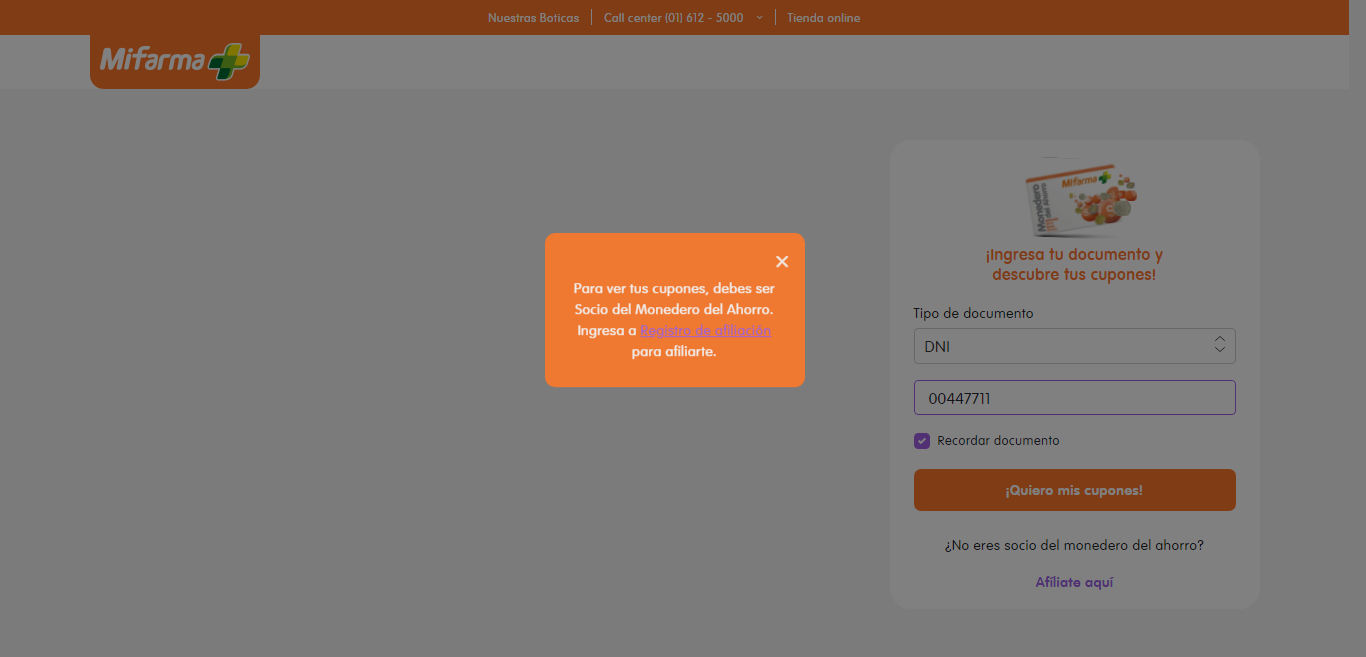 Nuestras Boticas
Call center (01) 612 - 5000
Tienda online
Mifarma
Mifarma
Monedero
del Ahorro
¡Ingresa tu documento y
descubre tus cupones!
Tipo de documento
DNI
00447711
Recordar documento
¡Quiero mis cupones!
¿No eres socio del monedero del ahorro?
Afíliate aquí
Para ver tus cupones, debes ser
Socio del Monedero del Ahorro.
Ingresa a Registro de afiliación
para afiliarte.